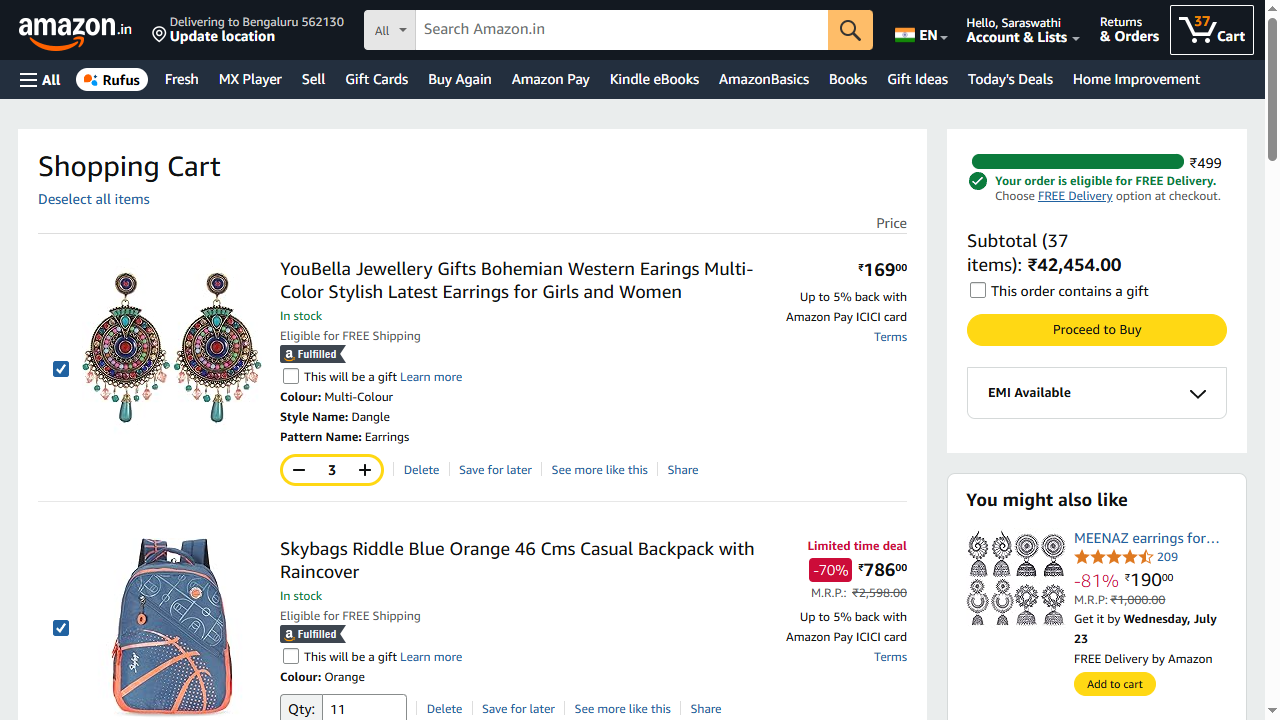 amazon.in
Delivering to Bengaluru 562130
Update location
All
Search Amazon.in
EN
Hello, Saraswathi
Account & Lists
Returns
& Orders
37
Cart
All
Rufus
Fresh
MX Player
Sell
Gift Cards
Buy Again
Amazon Pay
Kindle eBooks
AmazonBasics
Books
Gift Ideas
Today's Deals
Home Improvement
Shopping Cart
Deselect all items
Price
YouBella Jewellery Gifts Bohemian Western Earings Multi-
Color Stylish Latest Earrings for Girls and Women
In stock
Eligible for FREE Shipping
a Fulfilled
This will be a gift Learn more
Colour: Multi-Colour
Style Name: Dangle
Pattern Name: Earrings
3
Delete
Save for later
See more like this
Share
₹16900
Up to 5% back with
Amazon Pay ICICI card
Terms
Skybags Riddle Blue Orange 46 Cms Casual Backpack with
Raincover
In stock
Eligible for FREE Shipping
a Fulfilled
This will be a gift Learn more
Colour: Orange
Qty: 11
Delete
Save for later
See more like this
Share
Limited time deal
-70% ₹78600
M.R.P.: ₹2,598.00
Up to 5% back with
Amazon Pay ICICI card
Terms
₹499
Your order is eligible for FREE Delivery.
Choose FREE Delivery option at checkout.
Subtotal (37
items): ₹42,454.00
This order contains a gift
Proceed to Buy
EMI Available
You might also like
MEENAZ earrings for…
209
-81% ₹19000
M.R.P: ₹1,000.00
Get it by Wednesday, July
23
FREE Delivery by Amazon
Add to cart